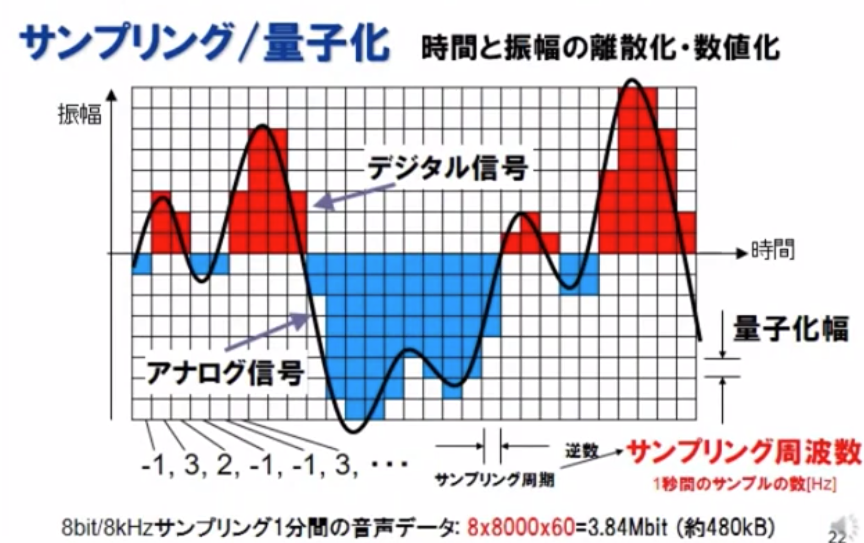 サンプリング/量子化 時間と振幅の離散化・数値化
振幅
デジタル信号
時間
量子化幅
アナログ信号
-1, 3, 2, -1, -1, 3, ･･･
サンプリング周期
逆数
サンプリング周波数
1秒間のサンプルの数[Hz]
8bit/8kHzサンプリング1分間の音声データ: 8x8000x60=3.84Mbit (約480kB)
22